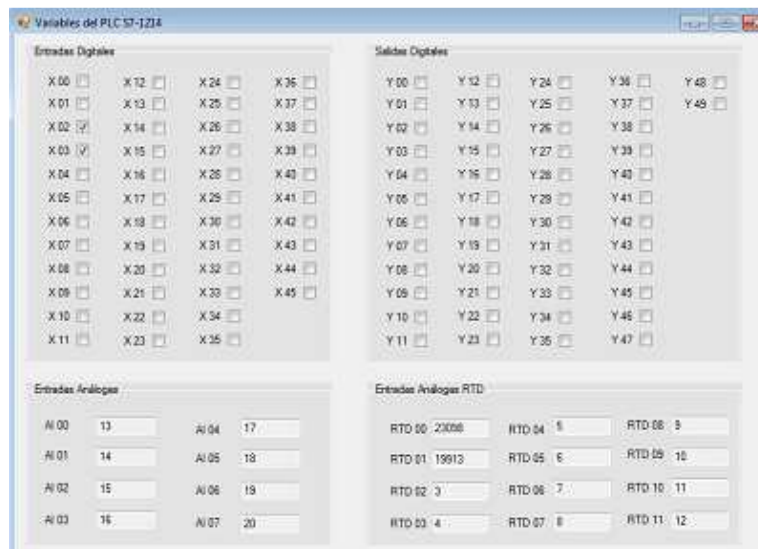 Variables del PLC S7-1214
Entradas Digitales
X 00 X 12 X 24 X 36
X 01 X 13 X 25 X 37
X 02 X 14 X 26 X 38
X 03 X 15 X 27 X 39
X 04 X 16 X 28 X 40
X 05 X 17 X 29 X 41
X 06 X 18 X 30 X 42
X 07 X 19 X 31 X 43
X 08 X 20 X 32 X 44
X 09 X 21 X 33 X 45
X 10 X 22 X 34
X 11 X 23 X 35
Salidas Digitales
Y 00 Y 12 Y 24 Y 36 Y 48
Y 01 Y 13 Y 25 Y 37 Y 49
Y 02 Y 14 Y 26 Y 38
Y 03 Y 15 Y 27 Y 39
Y 04 Y 16 Y 28 Y 40
Y 05 Y 17 Y 29 Y 41
Y 06 Y 18 Y 30 Y 42
Y 07 Y 19 Y 31 Y 43
Y 08 Y 20 Y 32 Y 44
Y 09 Y 21 Y 33 Y 45
Y 10 Y 22 Y 34 Y 46
Y 11 Y 23 Y 35 Y 47
Entradas Análogas
AI 00 13 AI 04 17
AI 01 14 AI 05 18
AI 02 15 AI 06 19
AI 03 16 AI 07 20
Entradas Análogas RTD
RTD 00 23098 RTD 04 5 RTD 08 9
RTD 01 19913 RTD 05 6 RTD 09 10
RTD 02 3 RTD 06 7 RTD 10 11
RTD 03 4 RTD 07 8 RTD 11 12